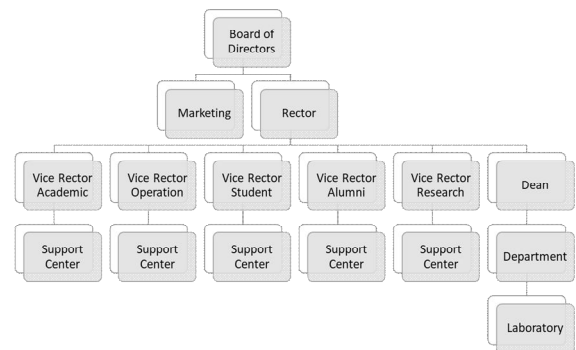 Board of
Directors
Marketing
Rector
Vice Rector
Academic
Vice Rector
Operation
Vice Rector
Student
Vice Rector
Alumni
Vice Rector
Research
Dean
Support
Center
Support
Center
Support
Center
Support
Center
Support
Center
Department
Laboratory